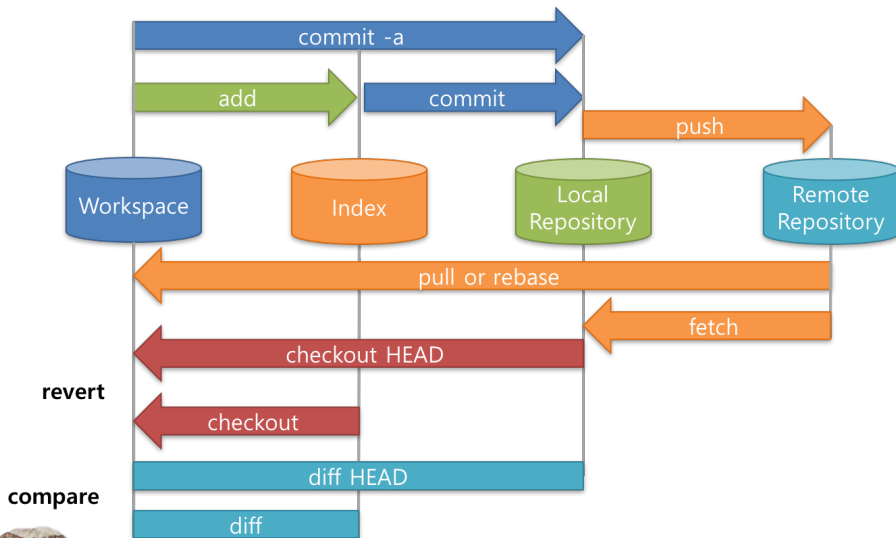 commit -a
add
commit
push
Workspace
Index
Local
Repository
Remote
Repository
pull or rebase
fetch
checkout HEAD
revert
checkout
diff HEAD
compare
diff